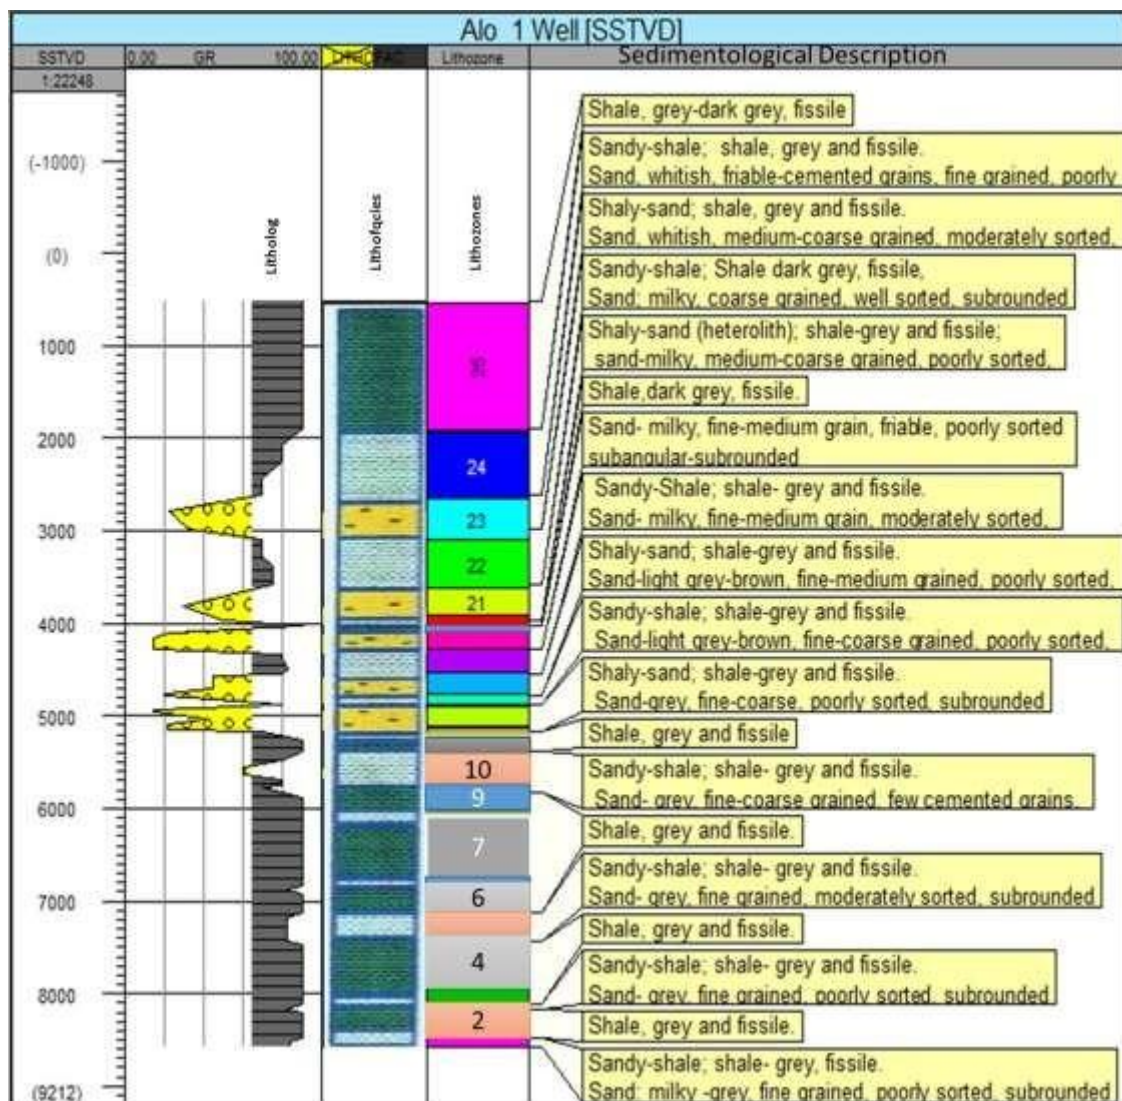 Alo 1 Well [SSTVD]
SSTVD 0.00 GR 100.00 Lithozone Sedimentological Description
1:22248
Litholog
Lithofqcles
Lithozones
(-1000)
(0)
1000
2000
3000
4000
5000
6000
7000
8000
(9212)
24
23
22
21
10
9
7
6
4
2
Shale, grey-dark grey, fissile
Sandy-shale; shale, grey and fissile.
Sand, whitish, friable-cemented grains, fine grained, poorly
Shaly-sand; shale, grey and fissile.
Sand, whitish, medium-coarse grained, moderately sorted,
Sandy-shale; Shale dark grey, fissile,
Sand; milky, coarse grained, well sorted, subrounded
Shaly-sand (heterolith); shale-grey and fissile;
sand-milky, medium-coarse grained, poorly sorted,
Shale,dark grey, fissile.
Sand- milky, fine-medium grain, friable, poorly sorted
subangular-subrounded
Sandy-Shale; shale- grey and fissile.
Sand- milky, fine-medium grain, moderately sorted,
Shaly-sand; shale-grey and fissile.
Sand-light grey-brown, fine-medium grained, poorly sorted,
Sandy-shale; shale-grey and fissile.
Sand-light grey-brown, fine-coarse grained, poorly sorted,
Shaly-sand; shale-grey and fissile.
Sand-grey, fine-coarse, poorly sorted, subrounded
Shale, grey and fissile
Sandy-shale; shale- grey and fissile.
Sand- grey, fine-coarse grained, few cemented grains,
Shale, grey and fissile.
Sandy-shale; shale- grey and fissile.
Sand- grey, fine grained, moderately sorted, subrounded
Shale, grey and fissile.
Sandy-shale; shale- grey and fissile.
Sand- grey, fine grained, poorly sorted, subrounded
Shale, grey and fissile.
Sandy-shale; shale- grey, fissile.
Sand; milky -grey, fine grained, poorly sorted, subrounded